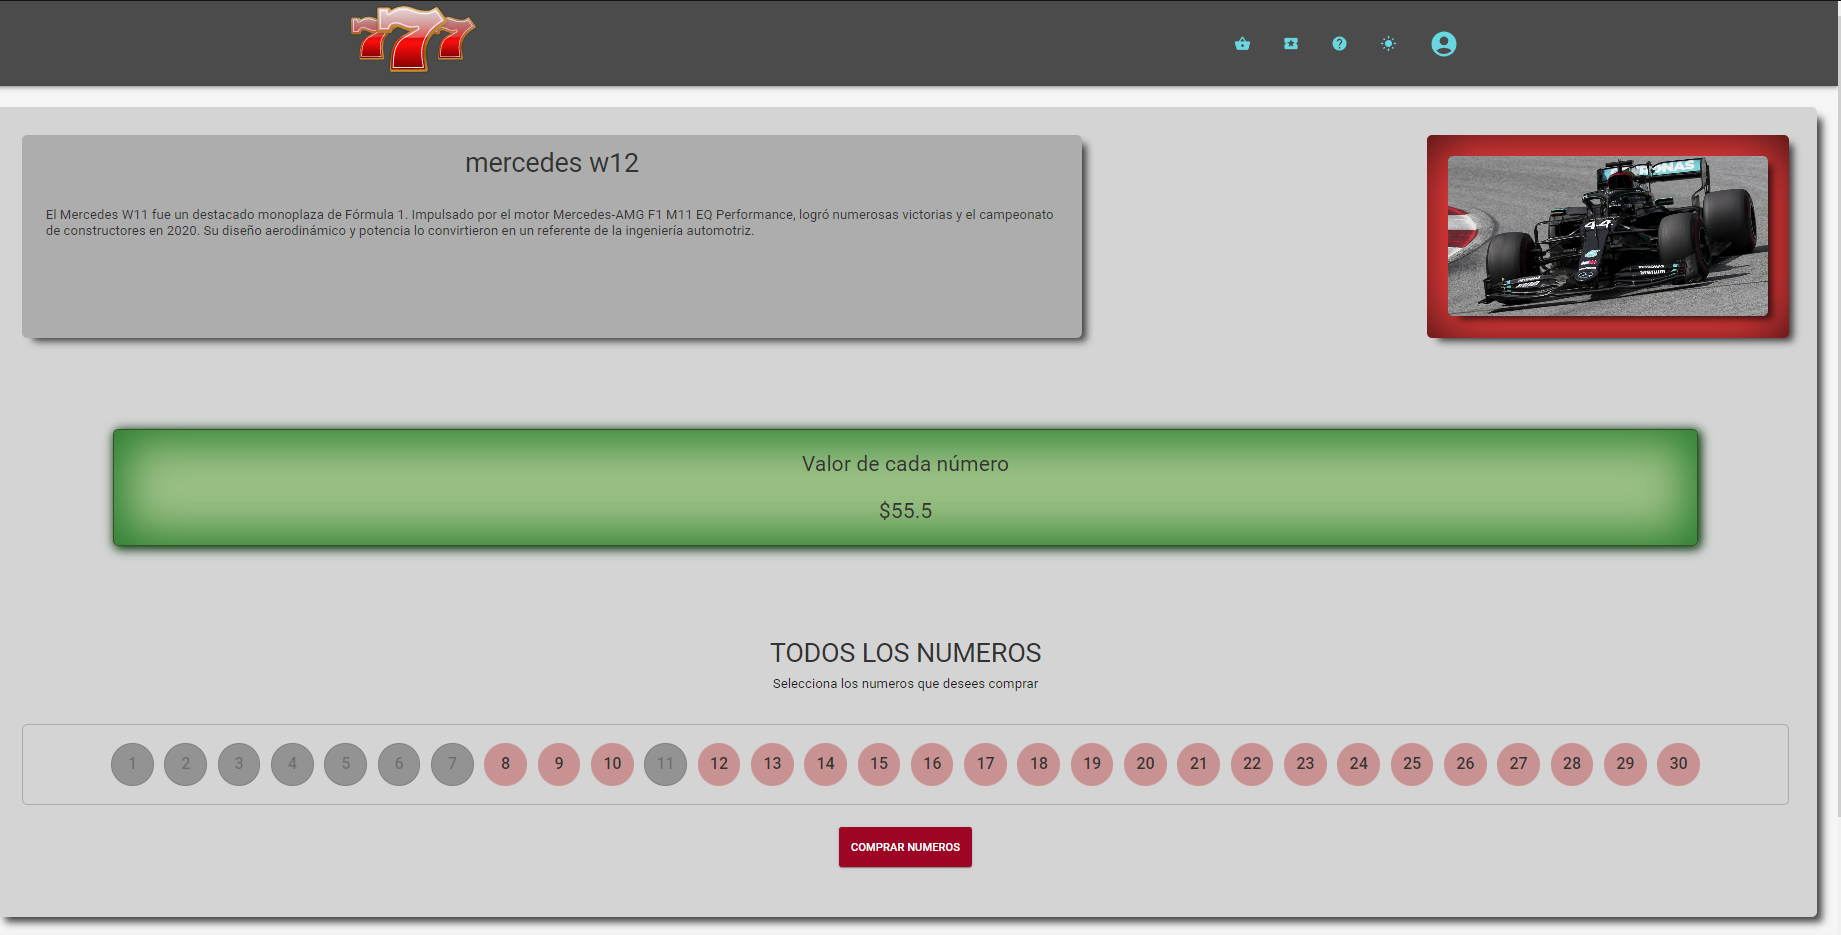 777
mercedes w12
El Mercedes W11 fue un destacado monoplaza de Fórmula 1. Impulsado por el motor Mercedes-AMG F1 M11 EQ Performance, logró numerosas victorias y el campeonato
de constructores en 2020. Su diseño aerodinámico y potencia lo convirtieron en un referente de la ingeniería automotriz.
44
PETRONAS
Valor de cada número
$55.5
TODOS LOS NUMEROS
Selecciona los numeros que desees comprar
1 2 3 4 5 6 7 8 9 10 11 12 13 14 15 16 17 18 19 20 21 22 23 24 25 26 27 28 29 30
COMPRAR NUMEROS